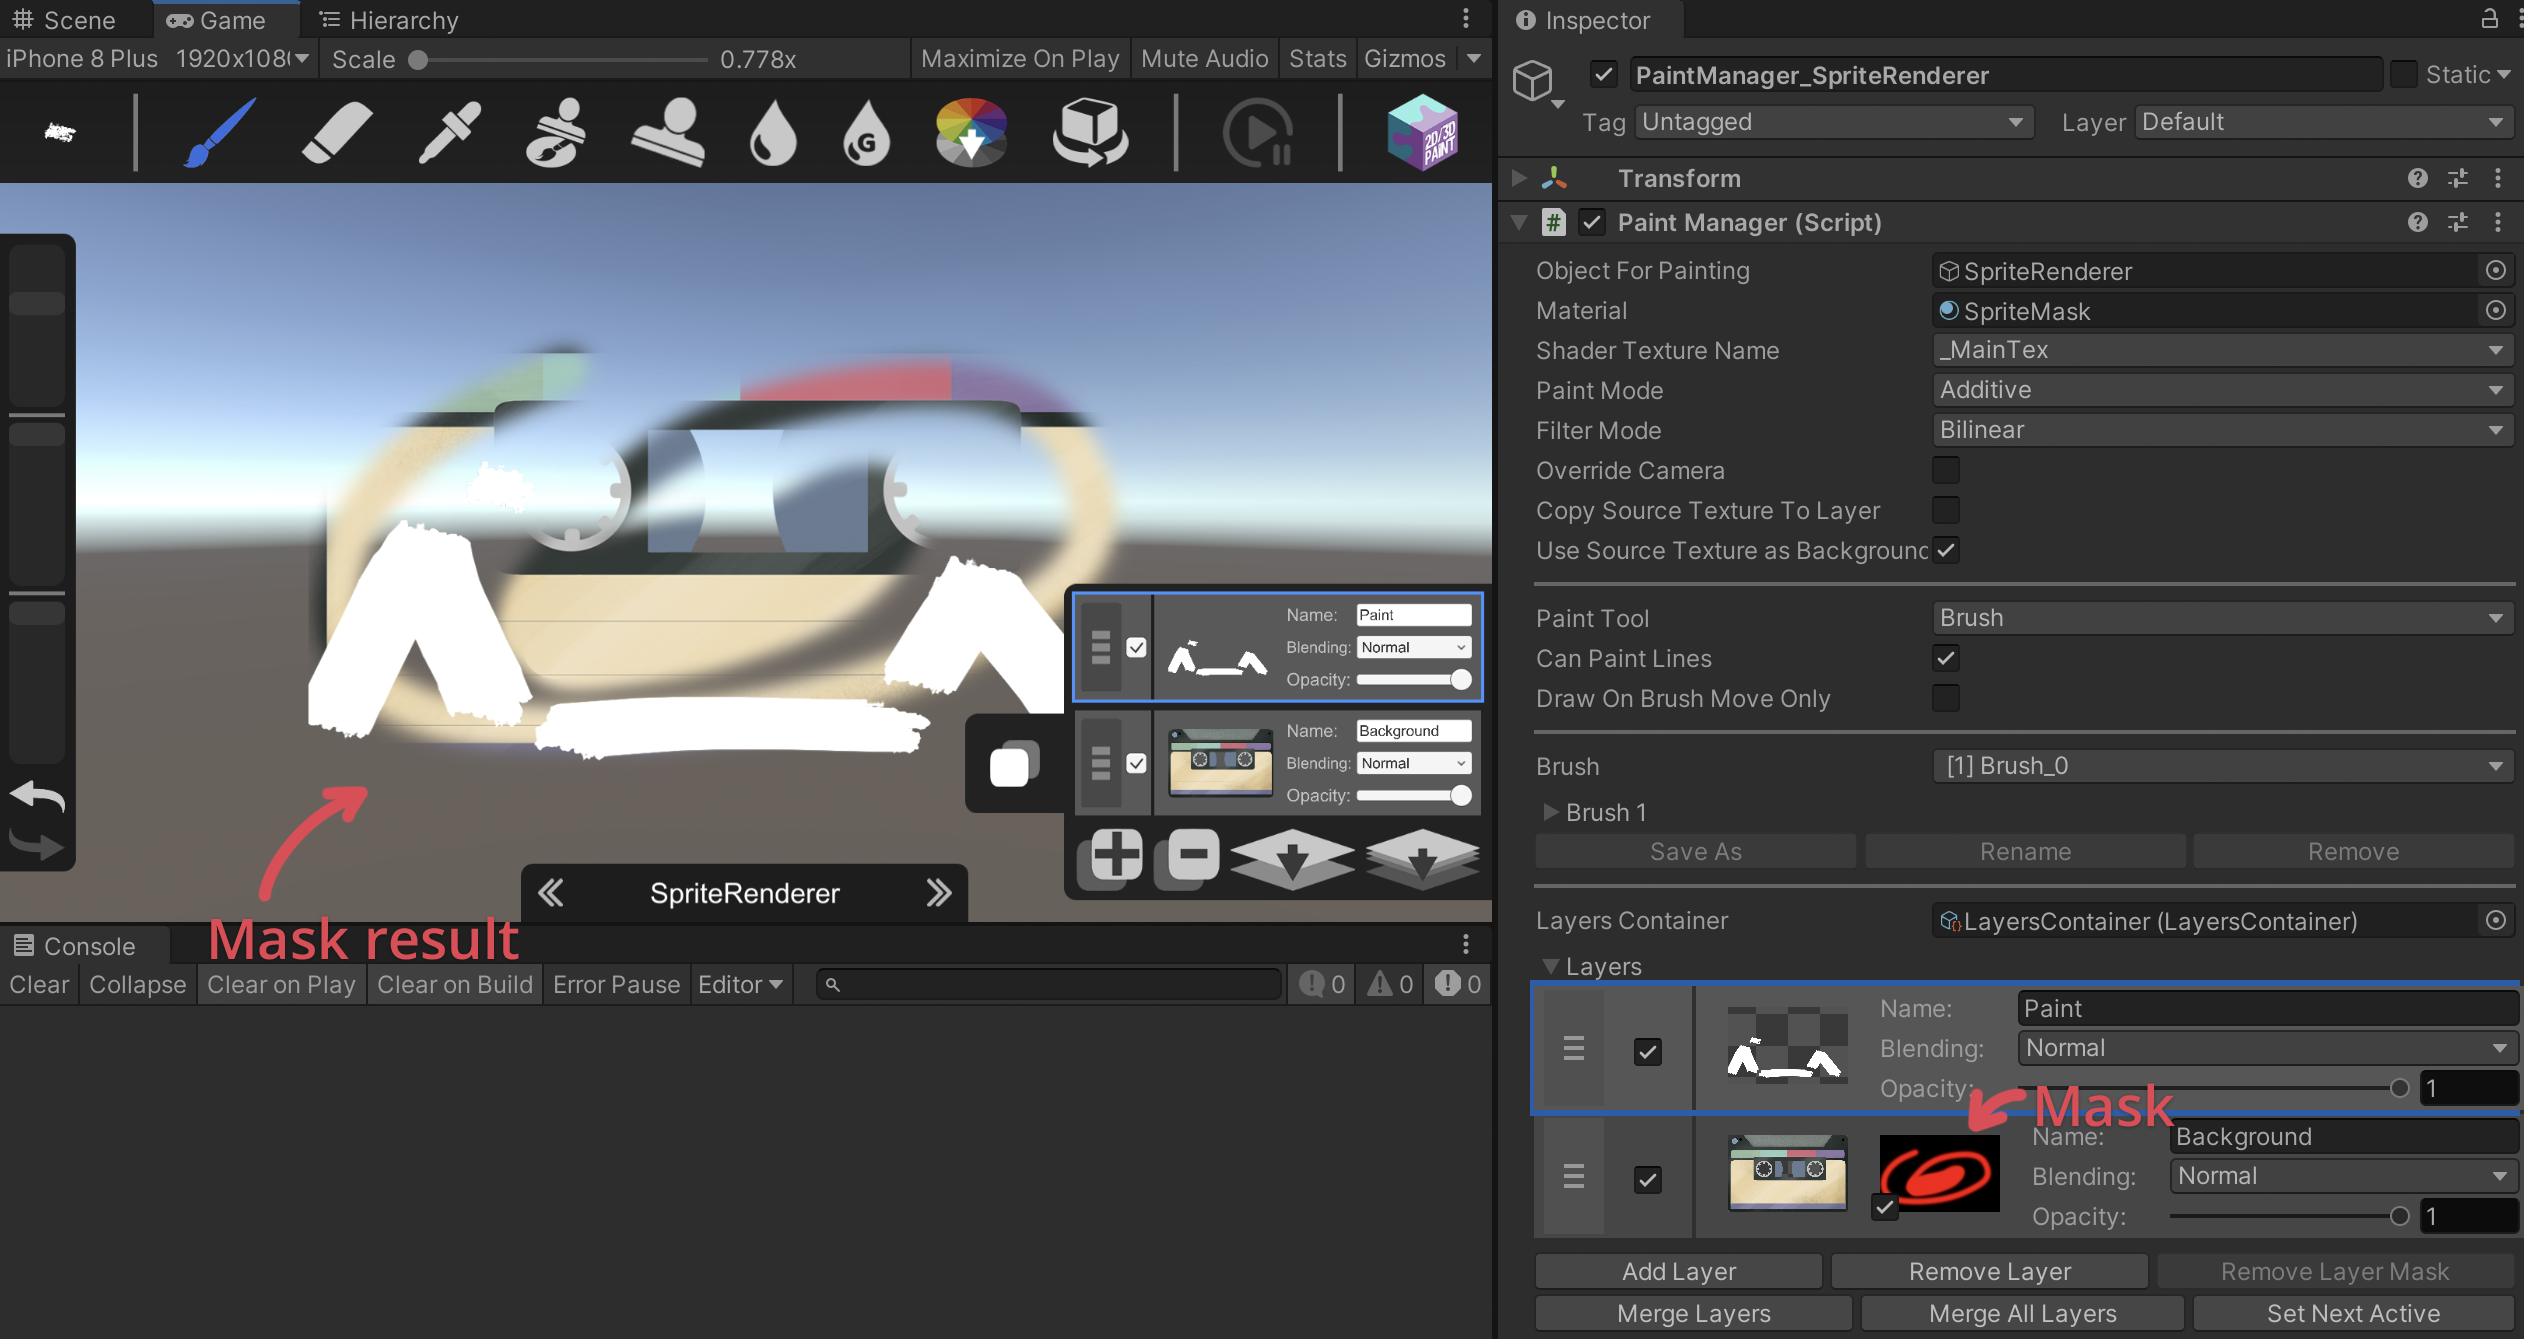 Scene Game Hierarchy
iPhone 8 Plus 1920x108 Scale 0.778x Maximize On Play Mute Audio Stats Gizmos
G
2D/3D
PAINT
Name: Paint
Blending: Normal
Opacity:
Name: Background
Blending: Normal
Opacity:
SpriteRenderer
Mask result
Console
Clear Collapse Clear on Play Clear on Build Error Pause Editor 0 0 0
Inspector
PaintManager_SpriteRenderer Static
Tag Untagged Layer Default
Transform
# Paint Manager (Script)
Object For Painting SpriteRenderer
Material SpriteMask
Shader Texture Name _MainTex
Paint Mode Additive
Filter Mode Bilinear
Override Camera
Copy Source Texture To Layer
Use Source Texture as Background
Paint Tool Brush
Can Paint Lines
Draw On Brush Move Only
Brush [1] Brush_0
Brush 1
Save As Rename Remove
Layers Container LayersContainer (LayersContainer)
Layers
Name: Paint
Blending: Normal
Opacity: 1
Mask
Name: Background
Blending: Normal
Opacity: 1
Add Layer Remove Layer Remove Layer Mask
Merge Layers Merge All Layers Set Next Active